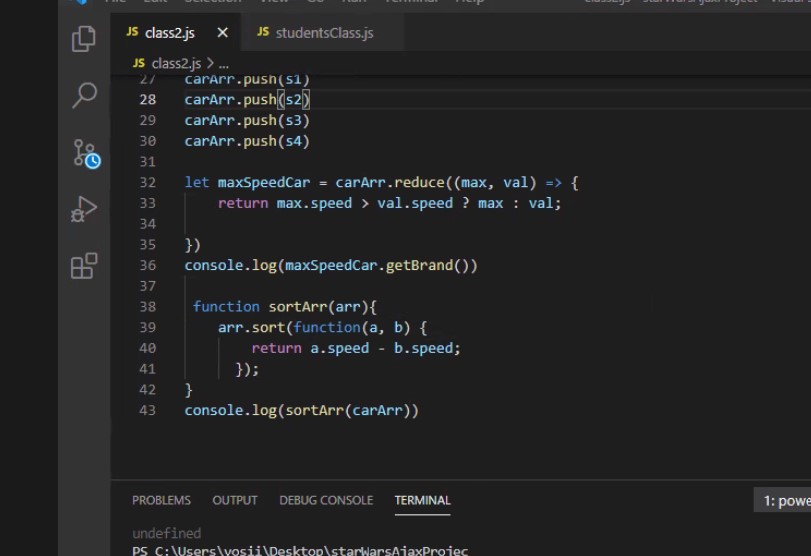 JS class2.js ×
JS studentsClass.js
JS class2.js > ...
27 carArr.push(s1)
28 carArr.push(s2)
29 carArr.push(s3)
30 carArr.push(s4)
31
32 let maxSpeedCar = carArr.reduce((max, val) => {
33 return max.speed > val.speed ? max : val;
34
35 })
36 console.log(maxSpeedCar.getBrand())
37
38 function sortArr(arr){
39 arr.sort(function(a, b) {
40 return a.speed - b.speed;
41 });
42 }
43 console.log(sortArr(carArr))
PROBLEMS OUTPUT DEBUG CONSOLE TERMINAL
1: powe
undefined
PS C:\Users\yosii\Desktop\starWarsAjaxProjec